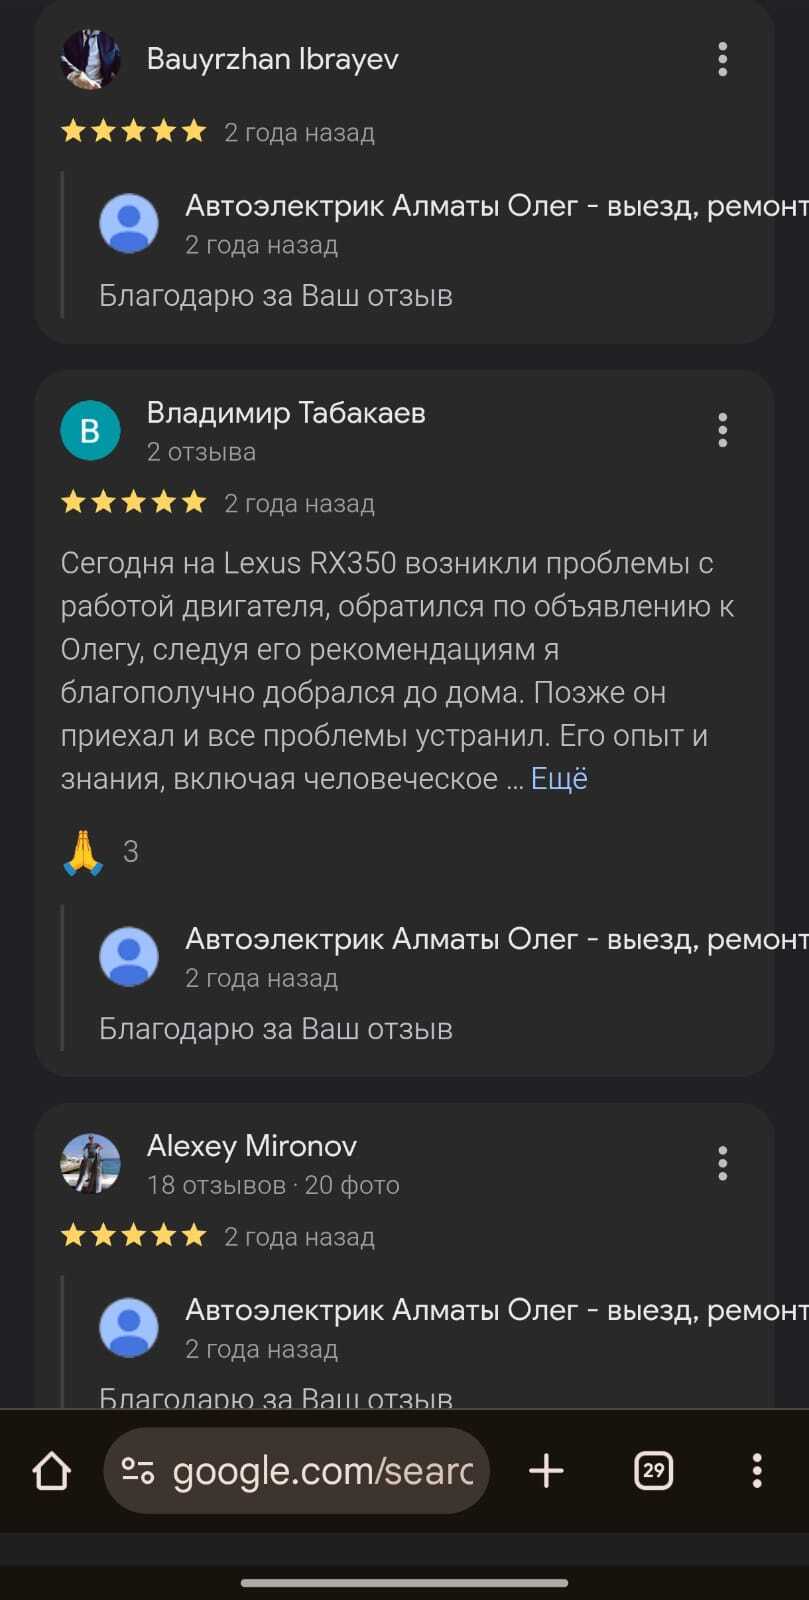 Bauyrzhan Ibrayev
2 года назад
Автоэлектрик Алматы Олег - выезд, ремонт
2 года назад
Благодарю за Ваш отзыв
В
Владимир Табакаев
2 отзыва
2 года назад
Сегодня на Lexus RX350 возникли проблемы с
работой двигателя, обратился по объявлению к
Олегу, следуя его рекомендациям я
благополучно добрался до дома. Позже он
приехал и все проблемы устранил. Его опыт и
знания, включая человеческое ... Ещё
3
Автоэлектрик Алматы Олег - выезд, ремонт
2 года назад
Благодарю за Ваш отзыв
Alexey Mironov
18 отзывов · 20 фото
2 года назад
Автоэлектрик Алматы Олег - выезд, ремонт
2 года назад
Благодарю за Ваш отзыв
google.com/searc
29